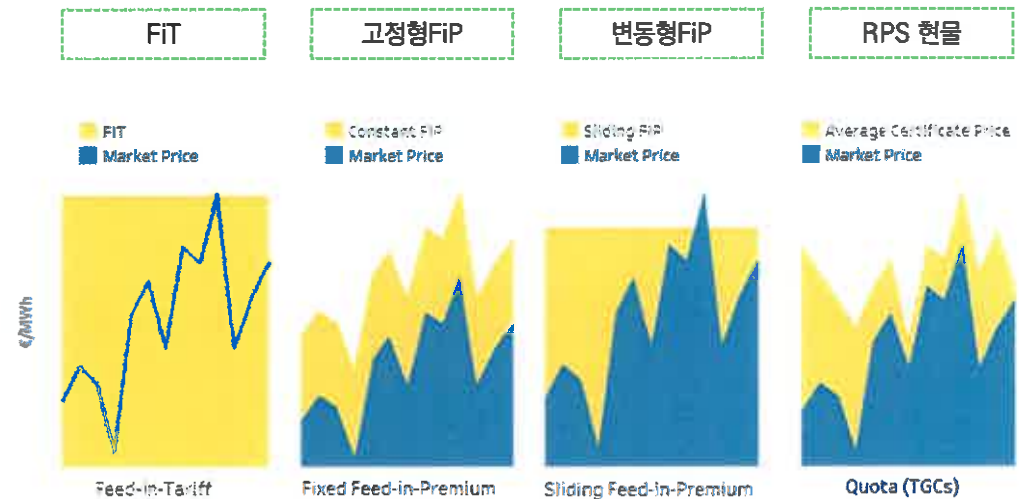 FiT
고정형FiP
변동형FiP
RPS 현물
FIT
Market Price
Constant FIP
Market Price
Sliding FIP
Market Price
Average Certificate Price
Market Price
€/MWh
Feed-in-Tariff
Fixed Feed-in-Premium
Sliding Feed-in-Premium
Quota (TGCs)